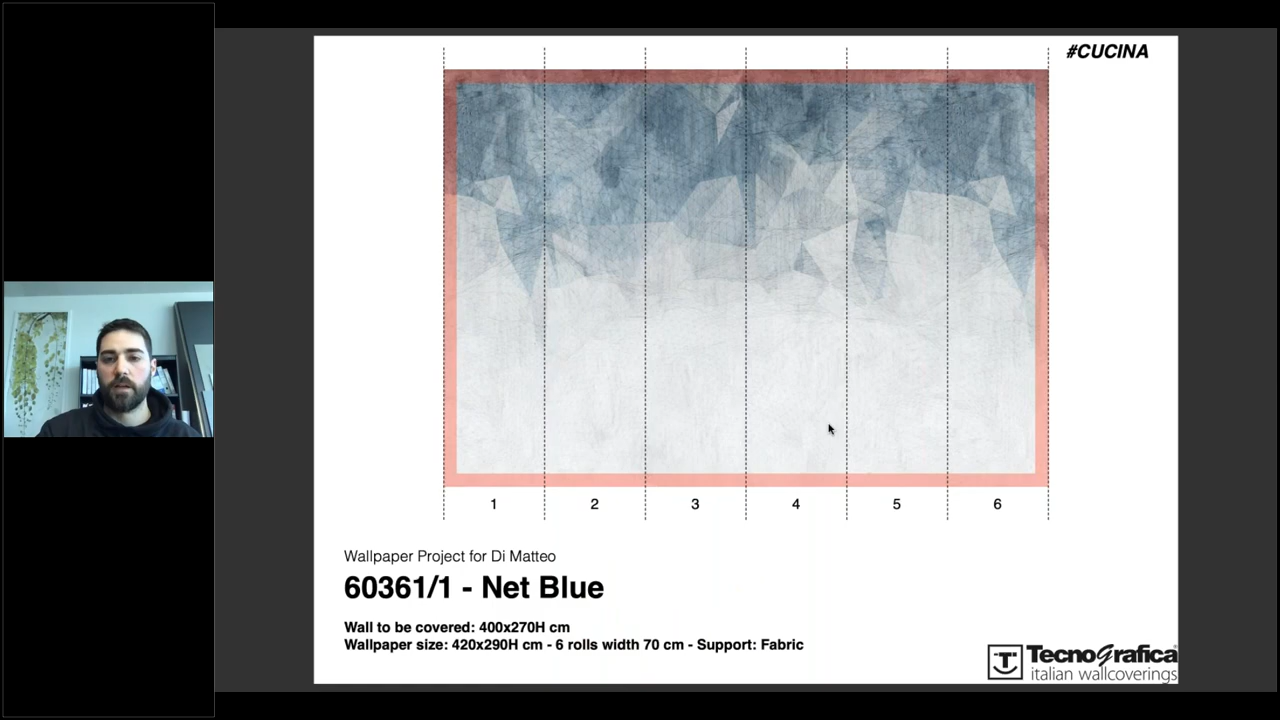 #CUCINA
1 2 3 4 5 6
Wallpaper Project for Di Matteo
60361/1 - Net Blue
Wall to be covered: 400x270H cm
Wallpaper size: 420x290H cm - 6 rolls width 70 cm - Support: Fabric
T TecnoGrafica
italian wallcoverings